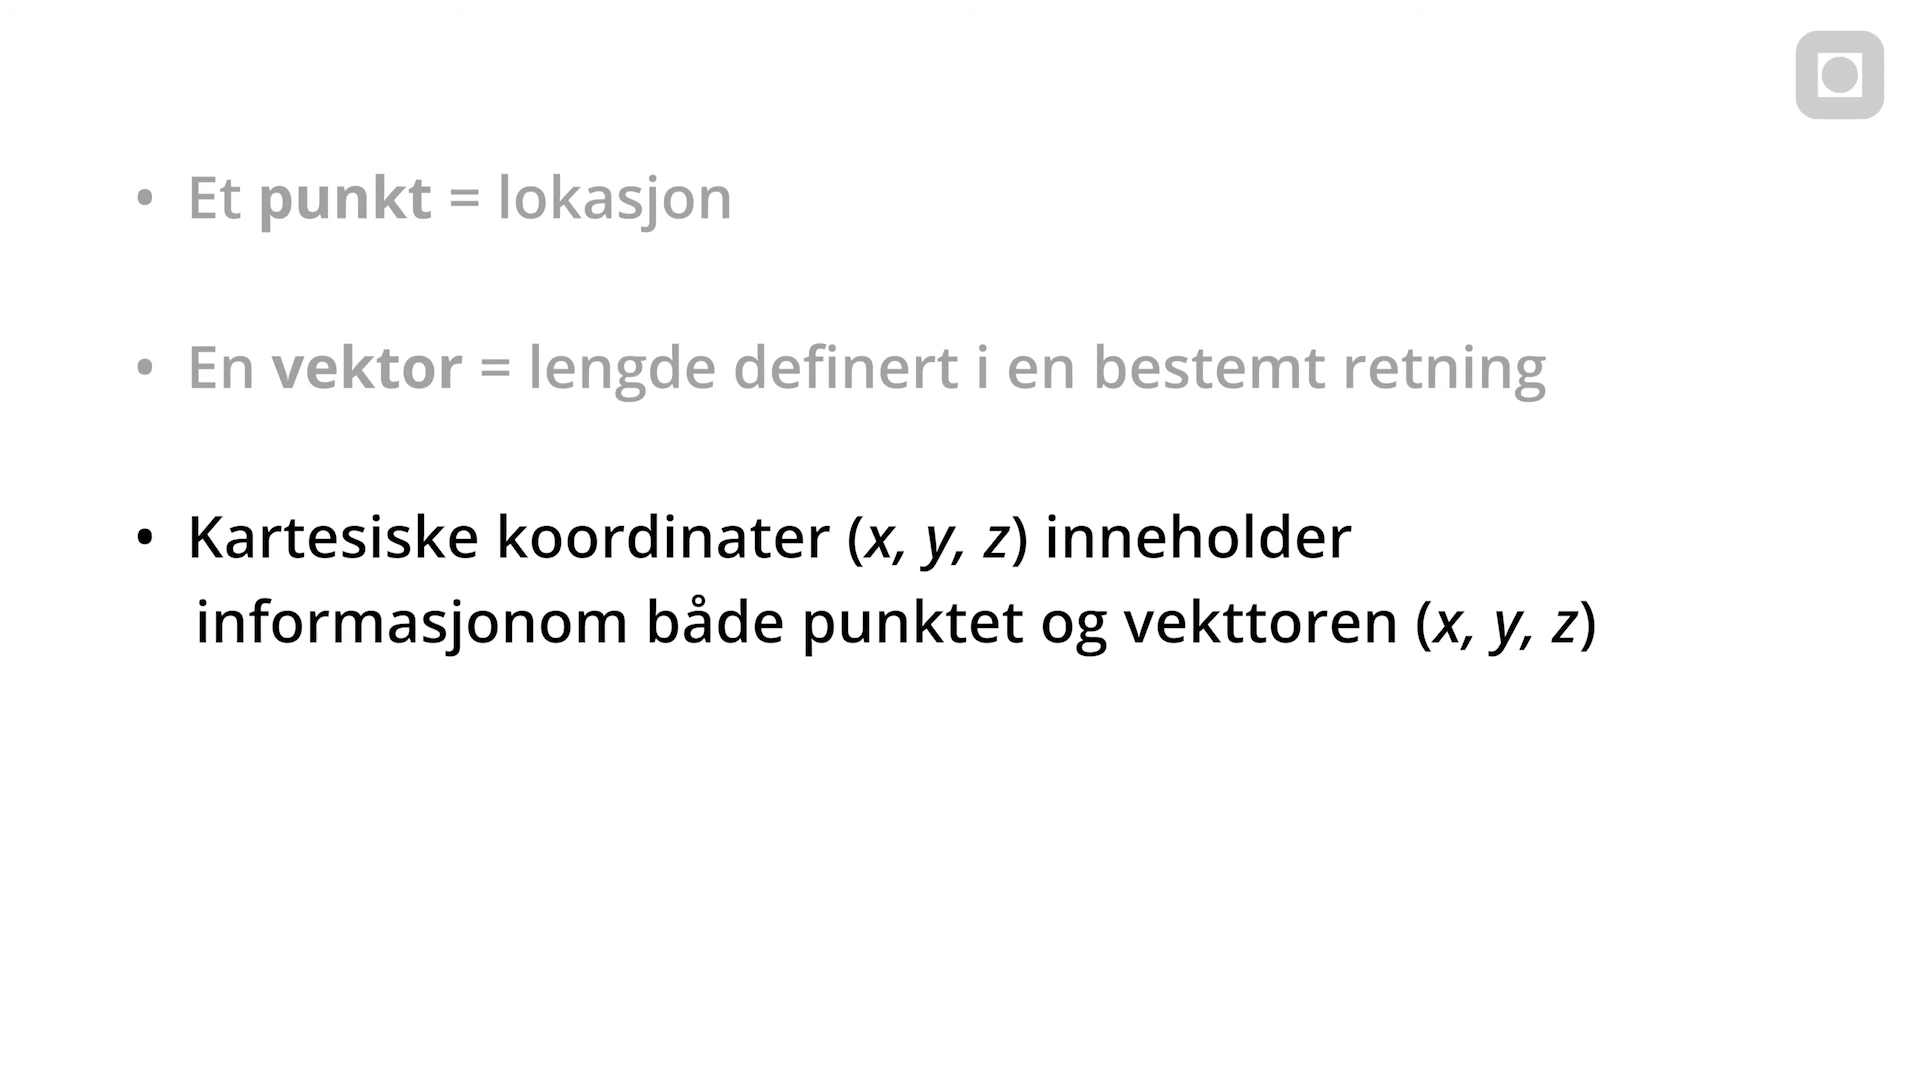 • Et punkt = lokasjon
• En vektor = lengde definert i en bestemt retning
• Kartesiske koordinater (x, y, z) inneholder
informasjonom både punktet og vekttoren (x, y, z)